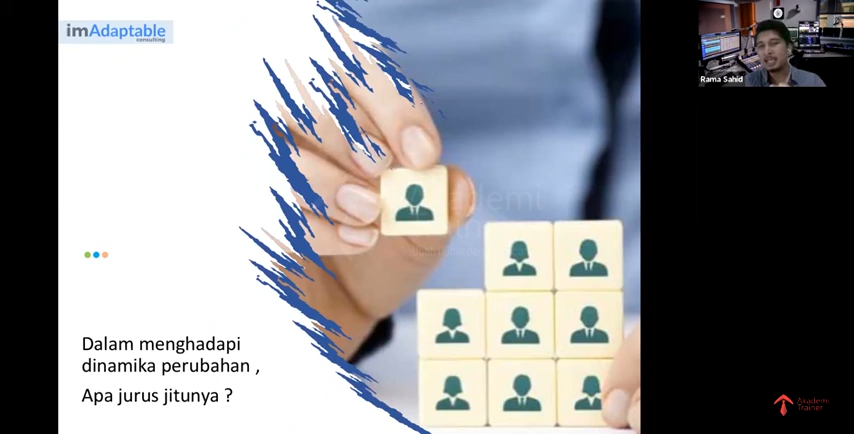 imAdaptable
consulting
Rama Sahid
Dalam menghadapi
dinamika perubahan ,
Apa jurus jitunya ?
Akademi
Trainer